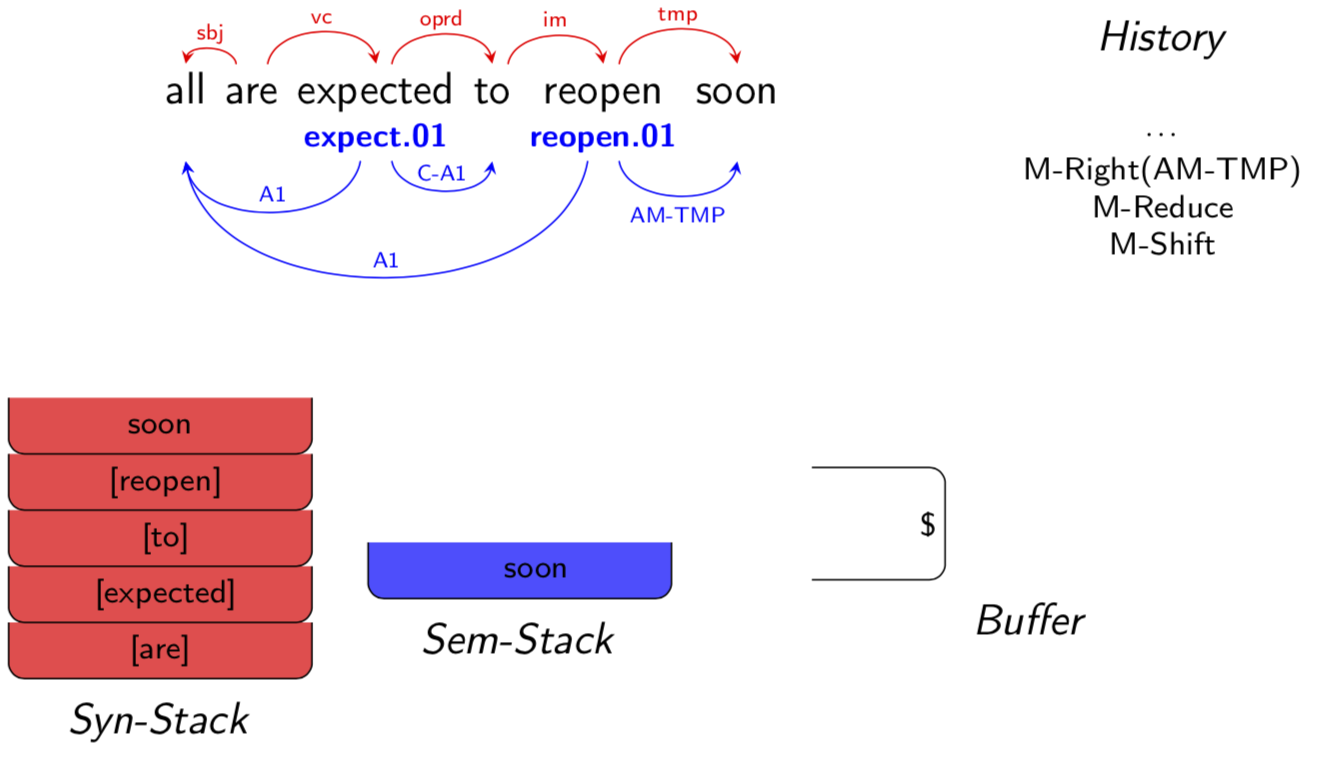 sbj vc oprd im tmp
History
all are expected to reopen soon
expect.01 reopen.01
...
A1 C-A1
M-Right(AM-TMP)
AM-TMP
M-Reduce
A1
M-Shift
soon
[reopen]
[to]
[expected]
[are]
Syn-Stack
soon
Sem-Stack
$
Buffer